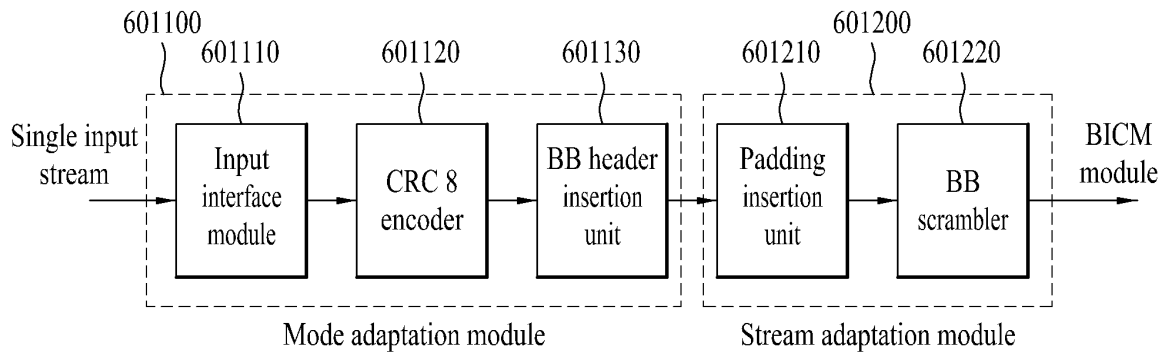 601100
601110
601120
601130
601210
601200
601220
Single input
stream
Input
interface
module
CRC 8
encoder
BB header
insertion
unit
Padding
insertion
unit
BB
scrambler
BICM
module
Mode adaptation module
Stream adaptation module